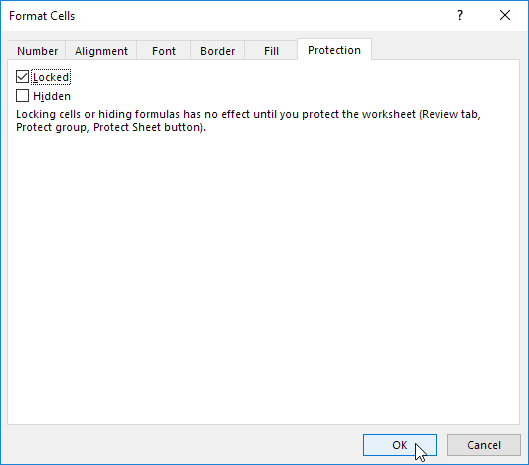 Format Cells ?
Number Alignment Font Border Fill Protection
Locked
Hidden
Locking cells or hiding formulas has no effect until you protect the worksheet (Review tab,
Protect group, Protect Sheet button).
OK Cancel